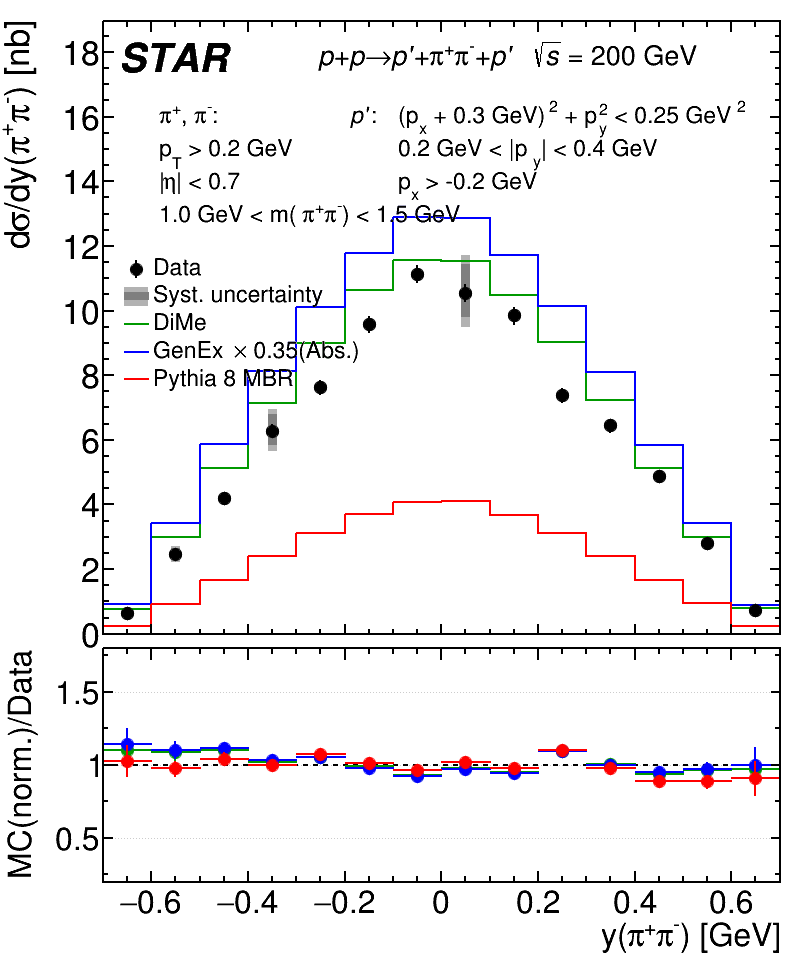 STAR p+p→p′+π⁺π⁻+p′ √s = 200 GeV
π⁺, π⁻: p′: (pₓ + 0.3 GeV)² + p_y² < 0.25 GeV²
p_T > 0.2 GeV 0.2 GeV < |p_y| < 0.4 GeV
|η| < 0.7 pₓ > -0.2 GeV
1.0 GeV < m(π⁺π⁻) < 1.5 GeV
Data
Syst. uncertainty
DiMe
GenEx × 0.35(Abs.)
Pythia 8 MBR
dσ/dy(π⁺π⁻) [nb]
18
16
14
12
10
8
6
4
2
0
MC(norm.)/Data
1.5
1
0.5
−0.6 −0.4 −0.2 0 0.2 0.4 0.6
y(π⁺π⁻) [GeV]